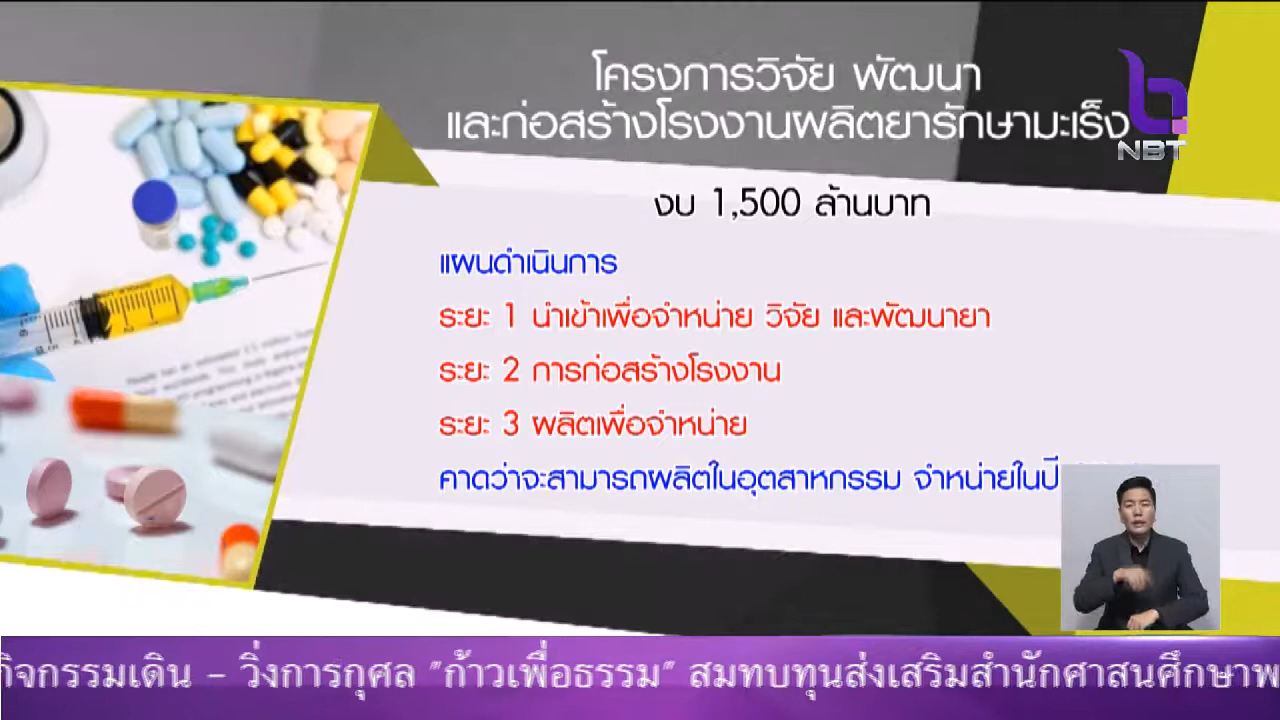 โครงการวิจัย พัฒนา
และก่อสร้างโรงงานผลิตยารักษามะเร็ง
NBT
งบ 1,500 ล้านบาท
แผนดำเนินการ
ระยะ 1 นำเข้าเพื่อจำหน่าย วิจัย และพัฒนายา
ระยะ 2 การก่อสร้างโรงงาน
ระยะ 3 ผลิตเพื่อจำหน่าย
คาดว่าจะสามารถผลิตในอุตสาหกรรม จำหน่ายในปี
กิจกรรมเดิน - วิ่งการกุศล "ก้าวเพื่อธรรม" สมทบทุนส่งเสริมสำนักศาสนศึกษาพ